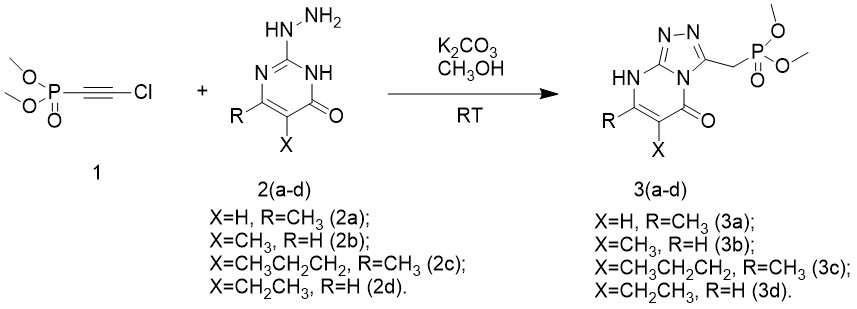 O
O
P
O
Cl
1
+
HN
NH₂
N
NH
R
O
X
2(a-d)
X=H, R=CH₃ (2a);
X=CH₃, R=H (2b);
X=CH₃CH₂CH₂, R=CH₃ (2c);
X=CH₂CH₃, R=H (2d).
K₂CO₃
CH₃OH
RT
N
N
HN
N
R
O
X
P
O
O
O
3(a-d)
X=H, R=CH₃ (3a);
X=CH₃, R=H (3b);
X=CH₃CH₂CH₂, R=CH₃ (3c);
X=CH₂CH₃, R=H (3d).